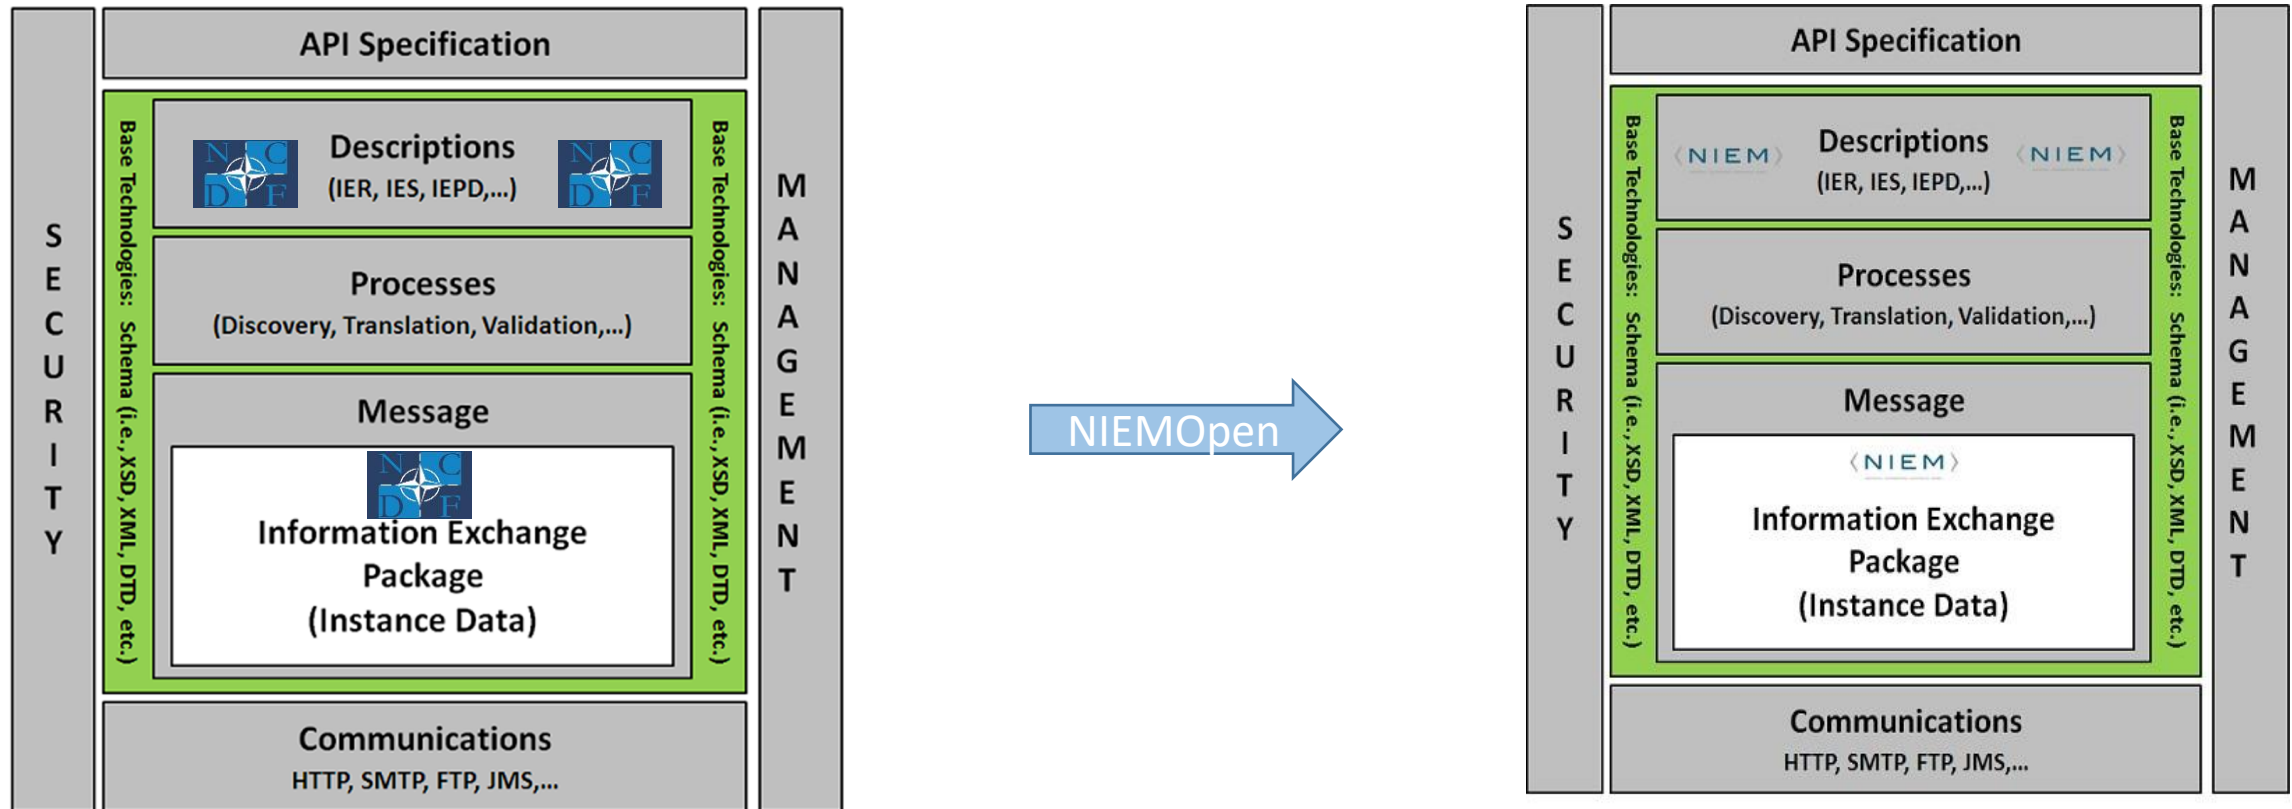 API Specification
SECURITY
MANAGEMENT
Base Technologies: Schema (i.e., XSD, XML, DTD, etc.)
Base Technologies: Schema (i.e., XSD, XML, DTD, etc.)
N C D F
Descriptions
(IER, IES, IEPD,...)
N C D F
Processes
(Discovery, Translation, Validation,...)
Message
N C D F
Information Exchange
Package
(Instance Data)
Communications
HTTP, SMTP, FTP, JMS,...
NIEMOpen
API Specification
SECURITY
MANAGEMENT
Base Technologies: Schema (i.e., XSD, XML, DTD, etc.)
Base Technologies: Schema (i.e., XSD, XML, DTD, etc.)
〈NIEM〉
Descriptions
(IER, IES, IEPD,...)
〈NIEM〉
Processes
(Discovery, Translation, Validation,...)
Message
〈NIEM〉
Information Exchange
Package
(Instance Data)
Communications
HTTP, SMTP, FTP, JMS,...